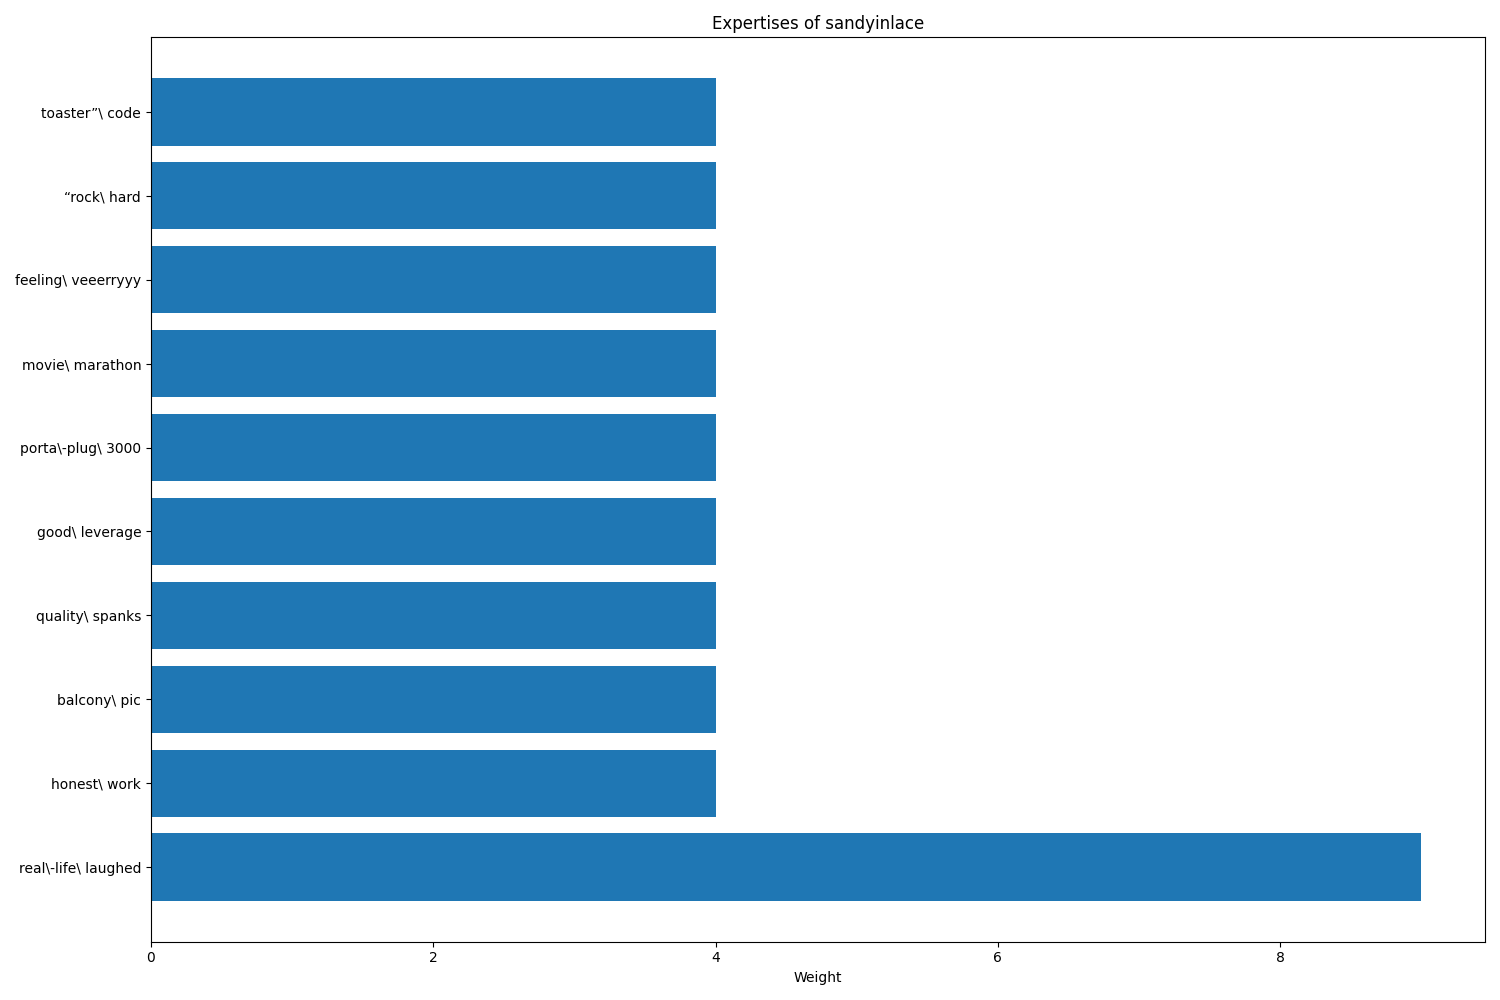 Expertises of sandyinlace
toaster”\ code
“rock\ hard
feeling\ veeerryyy
movie\ marathon
porta\-plug\ 3000
good\ leverage
quality\ spanks
balcony\ pic
honest\ work
real\-life\ laughed
0 2 4 6 8
Weight